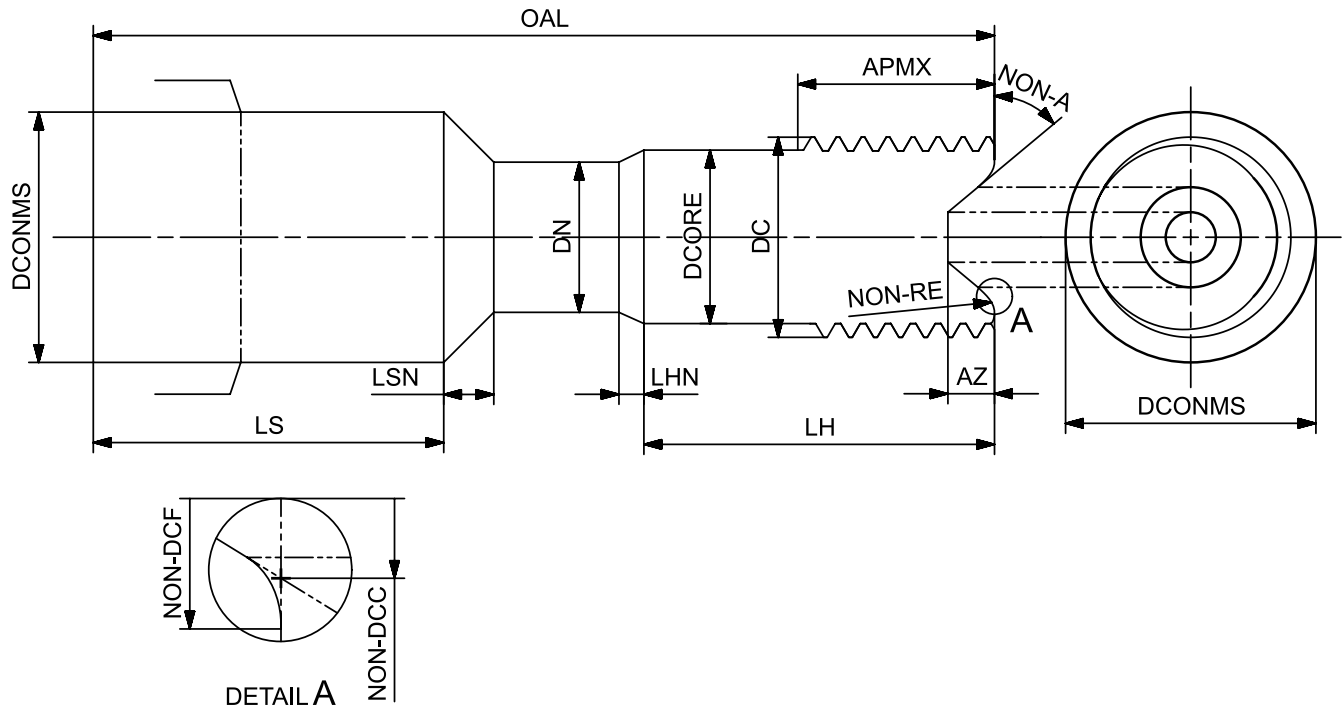 OAL
APMX
NON-A
DCONMS
DN
DCORE
DC
NON-RE
A
LSN
LHN
AZ
DCONMS
LS
LH
NON-DCF
NON-DCC
DETAIL A